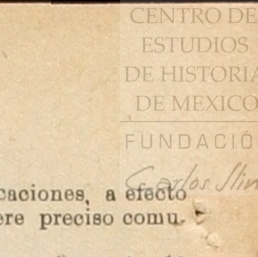 CENTRO DE
ESTUDIOS
DE HISTORIA
DE MEXICO
FUNDACIÓ
Carlos Slim
caciones, a efecto
ere preciso comu-